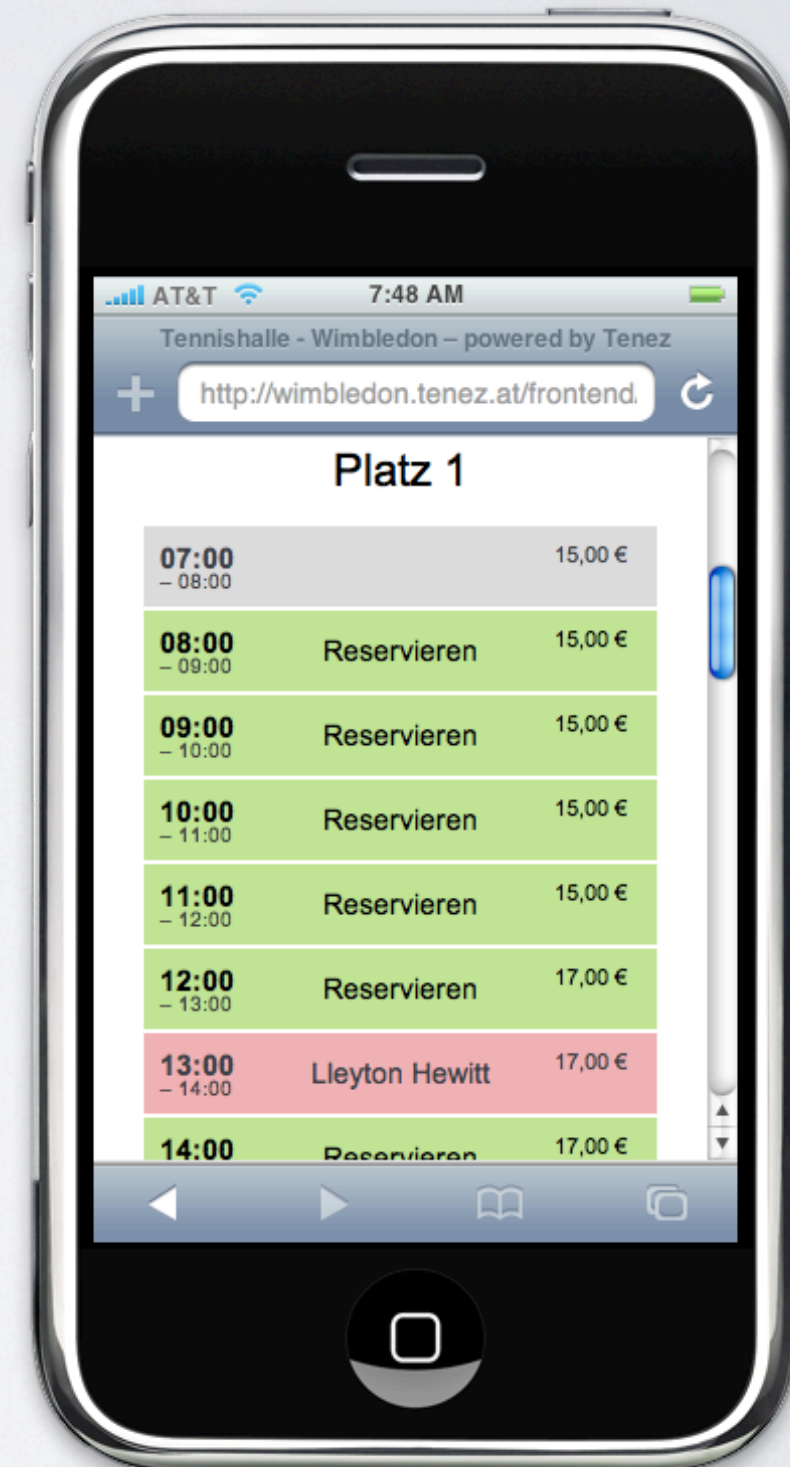 AT&T 7:48 AM
Tennishalle - Wimbledon – powered by Tenez
http://wimbledon.tenez.at/frontend.
Platz 1
07:00 15,00 €
– 08:00
08:00 Reservieren 15,00 €
– 09:00
09:00 Reservieren 15,00 €
– 10:00
10:00 Reservieren 15,00 €
– 11:00
11:00 Reservieren 15,00 €
– 12:00
12:00 Reservieren 17,00 €
– 13:00
13:00 Lleyton Hewitt 17,00 €
– 14:00
14:00 Reservieren 17,00 €